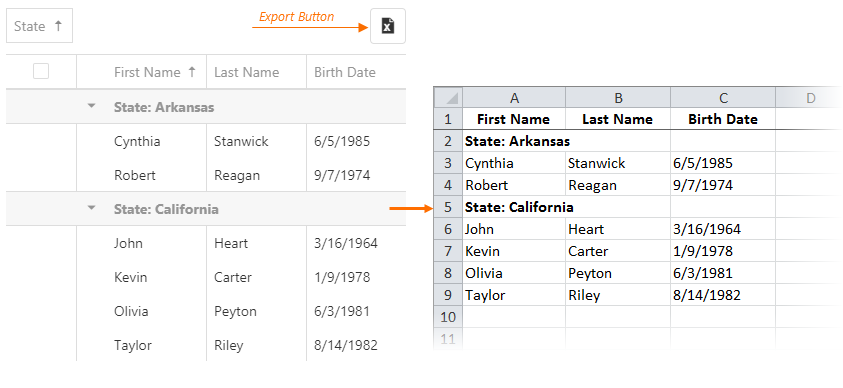 State ↑
Export Button
First Name ↑ Last Name Birth Date
State: Arkansas
Cynthia Stanwick 6/5/1985
Robert Reagan 9/7/1974
State: California
John Heart 3/16/1964
Kevin Carter 1/9/1978
Olivia Peyton 6/3/1981
Taylor Riley 8/14/1982
A B C D
1 First Name Last Name Birth Date
2 State: Arkansas
3 Cynthia Stanwick 6/5/1985
4 Robert Reagan 9/7/1974
5 State: California
6 John Heart 3/16/1964
7 Kevin Carter 1/9/1978
8 Olivia Peyton 6/3/1981
9 Taylor Riley 8/14/1982
10
11